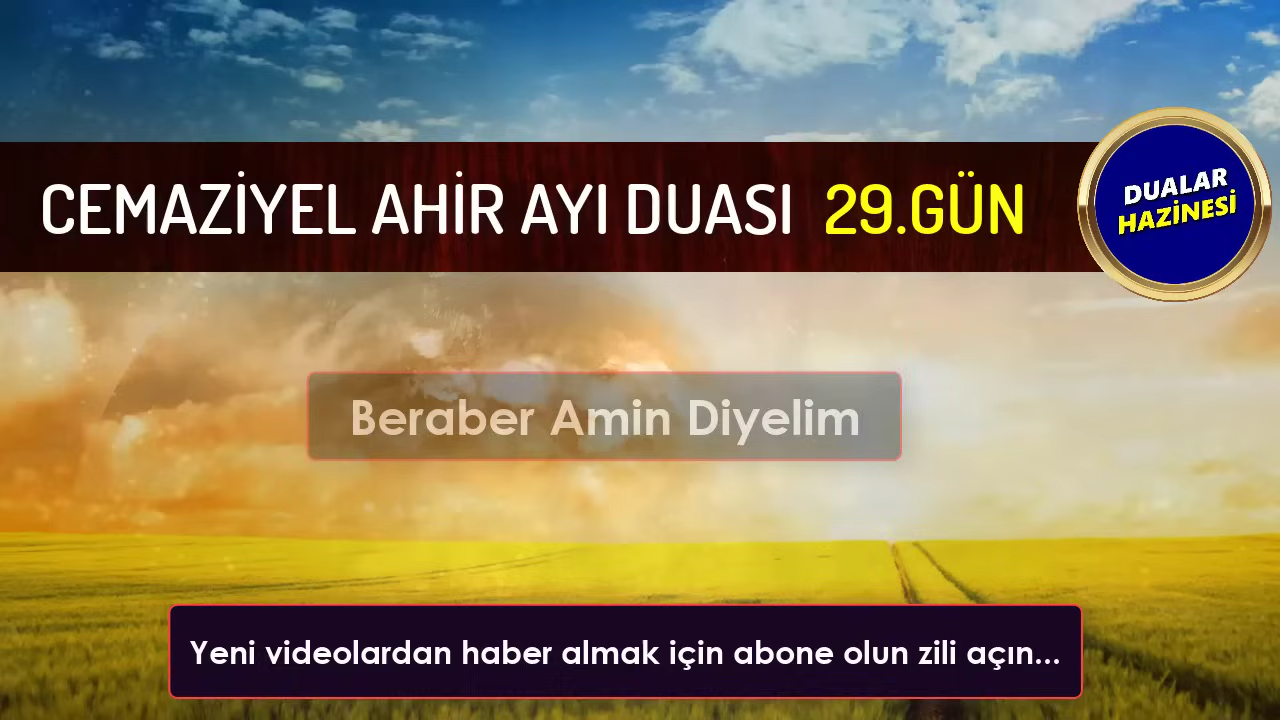 CEMAZİYEL AHİR AYI DUASI 29.GÜN
DUALAR
HAZİNESİ
Beraber Amin Diyelim
Yeni videolardan haber almak için abone olun zili açın...